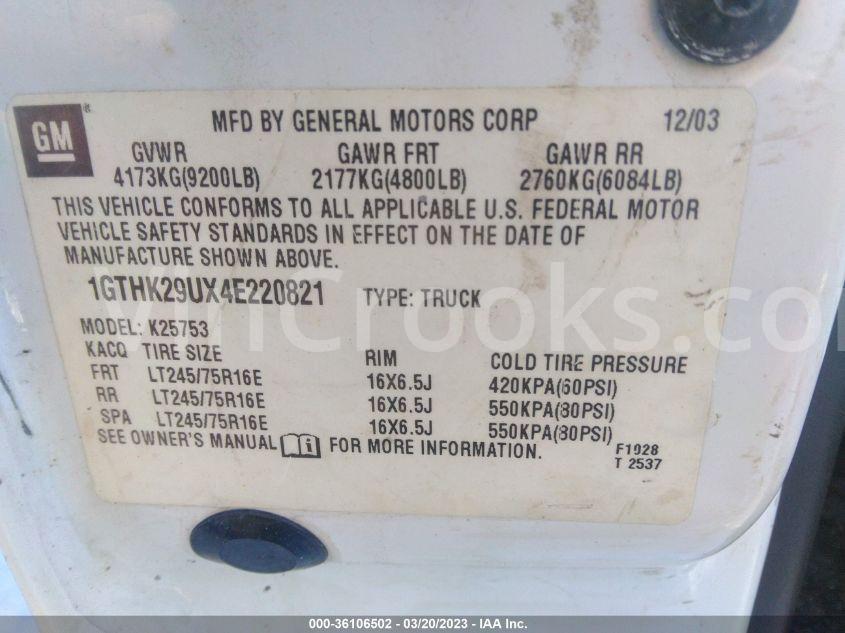 GM
MFD BY GENERAL MOTORS CORP 12/03
GVWR GAWR FRT GAWR RR
4173KG(9200LB) 2177KG(4800LB) 2760KG(6084LB)
THIS VEHICLE CONFORMS TO ALL APPLICABLE U.S. FEDERAL MOTOR
VEHICLE SAFETY STANDARDS IN EFFECT ON THE DATE OF
MANUFACTURE SHOWN ABOVE.
1GTHK29UX4E220821 TYPE: TRUCK
VinCrooks.co
MODEL: K25753
KACQ TIRE SIZE RIM COLD TIRE PRESSURE
FRT LT245/75R16E 16X6.5J 420KPA(60PSI)
RR LT245/75R16E 16X6.5J 550KPA(80PSI)
SPA LT245/75R16E 16X6.5J 550KPA(80PSI)
SEE OWNER'S MANUAL FOR MORE INFORMATION.
F1928
T 2537
000-36106502 - 03/20/2023 - IAA Inc.